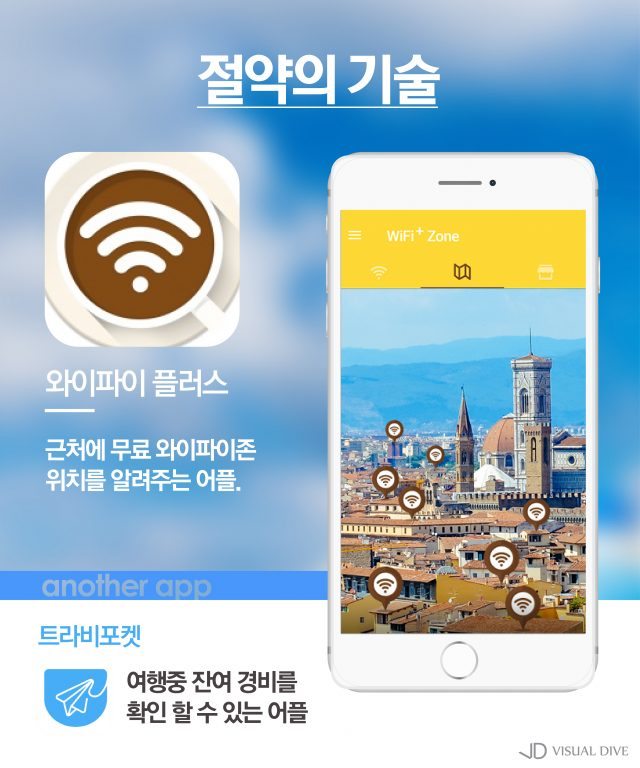 절약의 기술
WiFi+ Zone
와이파이 플러스
근처에 무료 와이파이존
위치를 알려주는 어플.
another app
트라비포켓
여행중 잔여 경비를
확인 할 수 있는 어플
VISUAL DIVE